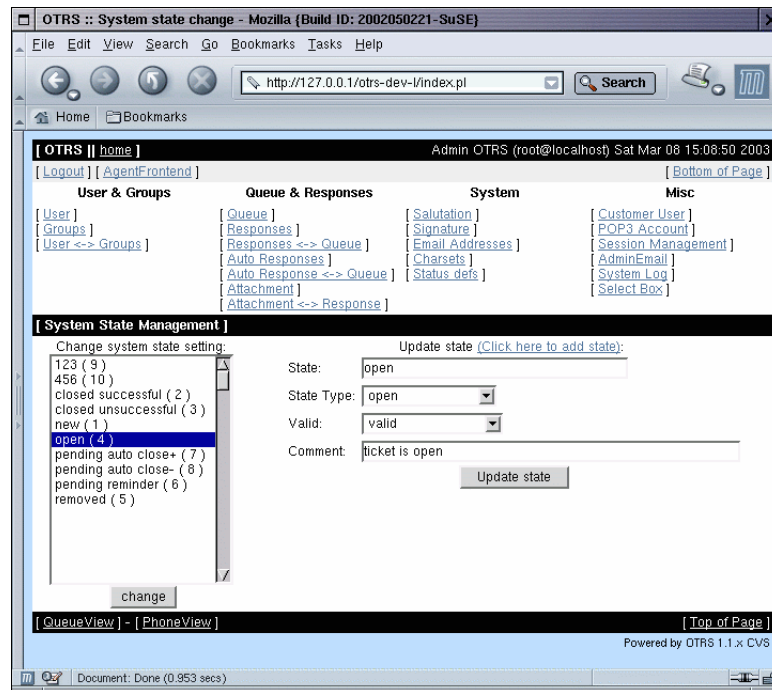 OTRS :: System state change - Mozilla {Build ID: 2002050221-SuSE}
File Edit View Search Go Bookmarks Tasks Help
http://127.0.0.1/otrs-dev-l/index.pl Search
Home Bookmarks
[ OTRS || home ] Admin OTRS (root@localhost) Sat Mar 08 15:08:50 2003
[ Logout ] [ AgentFrontend ] [ Bottom of Page ]
User & Groups Queue & Responses System Misc
[ User ] [ Queue ] [ Salutation ] [ Customer User ]
[ Groups ] [ Responses ] [ Signature ] [ POP3 Account ]
[ User <-> Groups ] [ Responses <-> Queue ] [ Email Addresses ] [ Session Management ]
[ Auto Responses ] [ Charsets ] [ AdminEmail ]
[ Auto Response <-> Queue ] [ Status defs ] [ System Log ]
[ Attachment ] [ Select Box ]
[ Attachment <-> Response ]
[ System State Management ]
Change system state setting:
123 ( 9 )
456 ( 10 )
closed successful ( 2 )
closed unsuccessful ( 3 )
new ( 1 )
open ( 4 )
pending auto close+ ( 7 )
pending auto close- ( 8 )
pending reminder ( 6 )
removed ( 5 )
change
Update state (Click here to add state):
State: open
State Type: open
Valid: valid
Comment: ticket is open
Update state
[ QueueView ] - [ PhoneView ] [ Top of Page ]
Powered by OTRS 1.1.x CVS
Document: Done (0.953 secs)